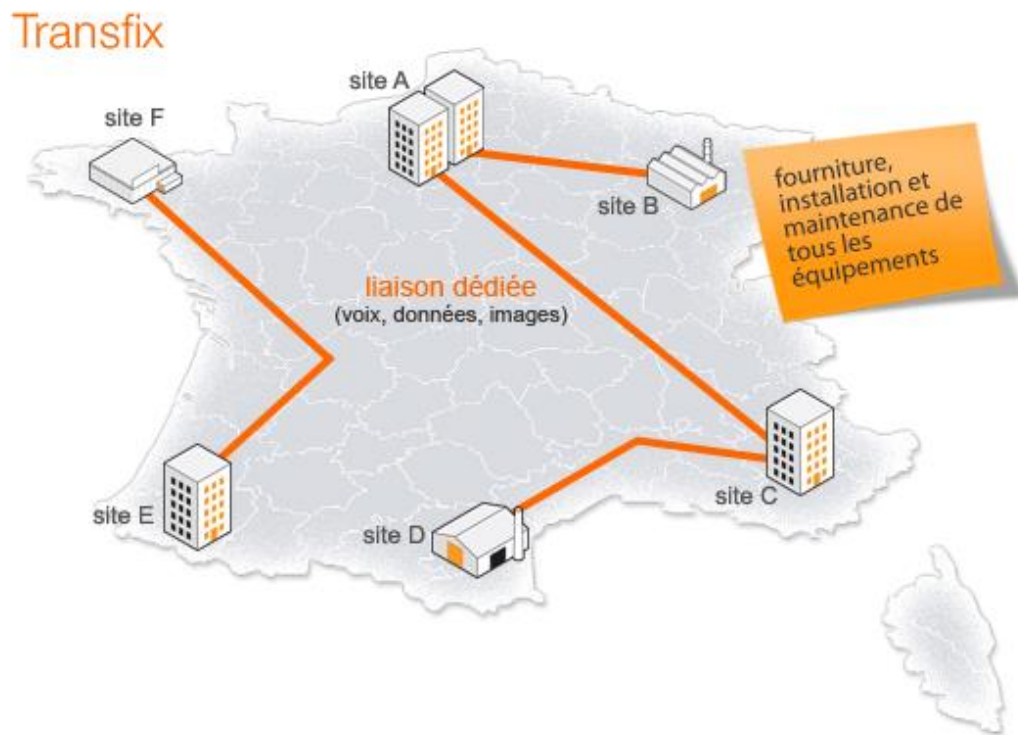 Transfix
site A
site F
site B
fourniture,
installation et
maintenance de
tous les
équipements
liaison dédiée
(voix, données, images)
site C
site E
site D